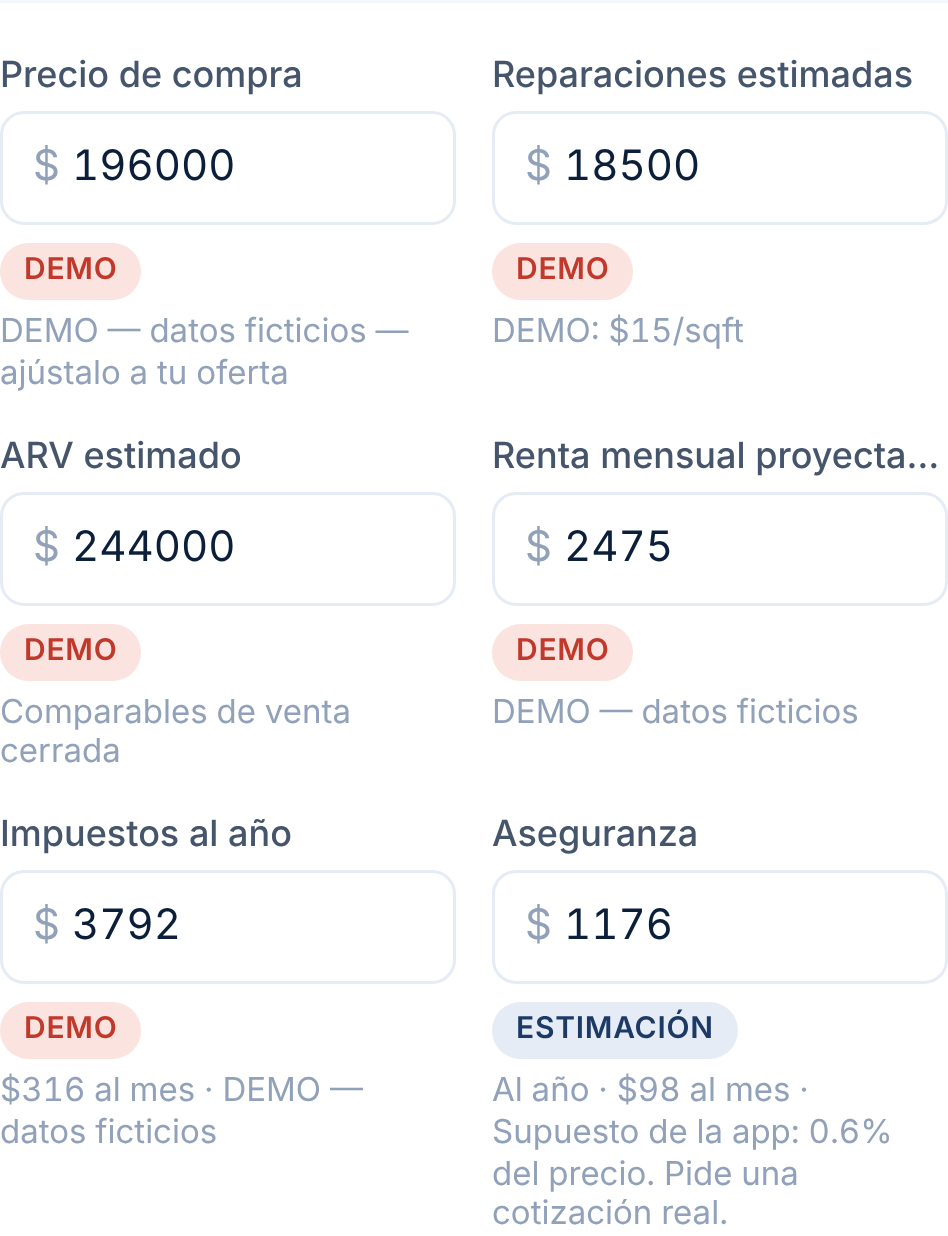 Precio de compra
Reparaciones estimadas
$ 196000
$ 18500
DEMO
DEMO
DEMO — datos ficticios —
ajústalo a tu oferta
DEMO: $15/sqft
ARV estimado
Renta mensual proyecta...
$ 244000
$ 2475
DEMO
DEMO
Comparables de venta
cerrada
DEMO — datos ficticios
Impuestos al año
Aseguranza
$ 3792
$ 1176
DEMO
ESTIMACIÓN
$316 al mes · DEMO —
datos ficticios
Al año · $98 al mes ·
Supuesto de la app: 0.6%
del precio. Pide una
cotización real.